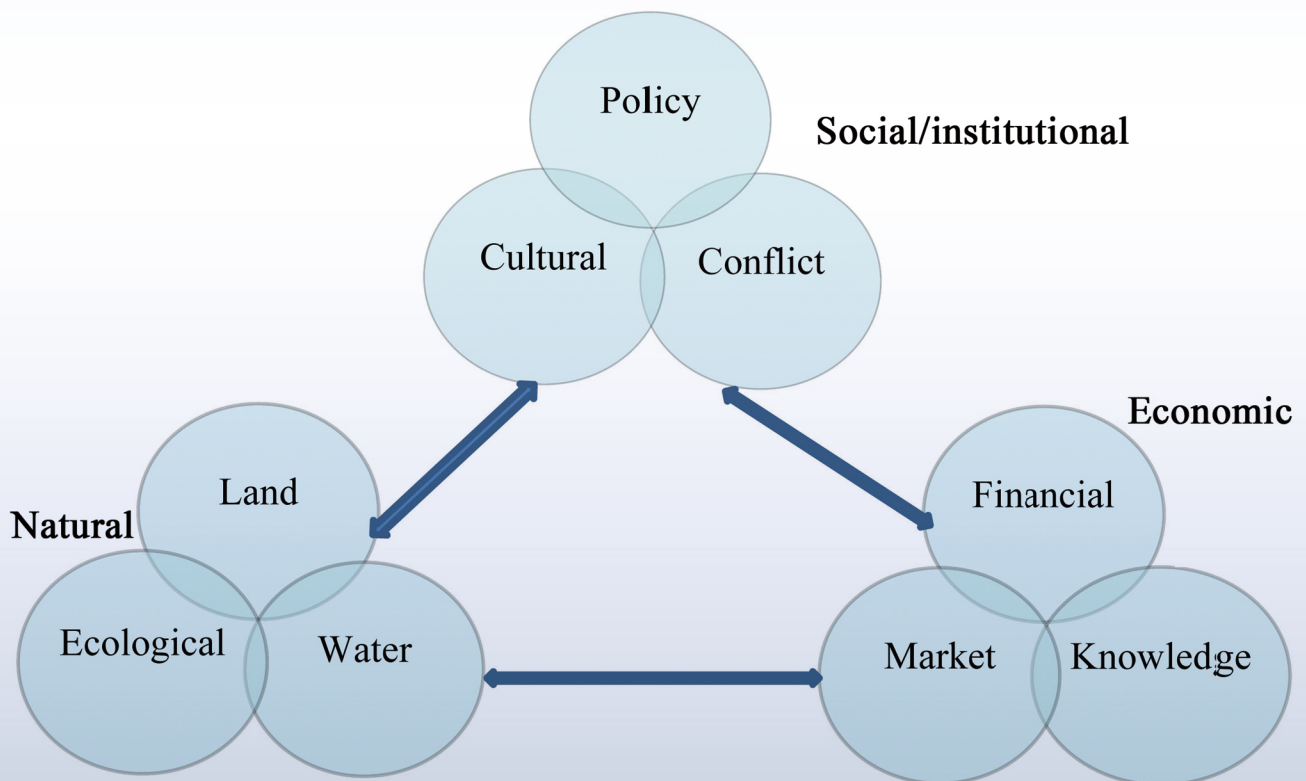 Policy
Social/institutional
Cultural
Conflict
Economic
Land
Financial
Natural
Ecological
Water
Market
Knowledge